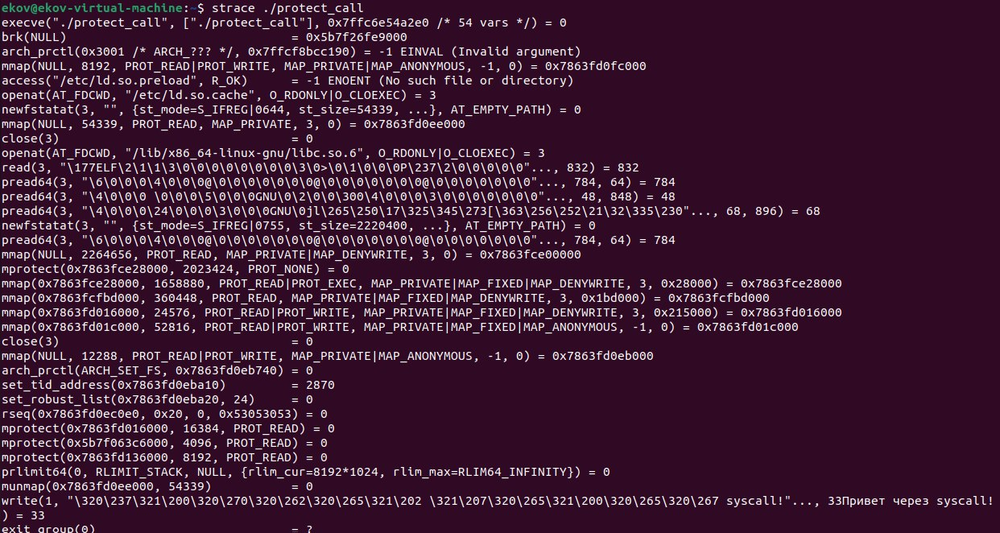 ekov@ekov-virtual-machine:~$ strace ./protect_call
execve("./protect_call", ["./protect_call"], 0x7ffc6e54a2e0 /* 54 vars */) = 0
brk(NULL) = 0x5b7f26fe9000
arch_prctl(0x3001 /* ARCH_??? */, 0x7ffcf8bcc190) = -1 EINVAL (Invalid argument)
mmap(NULL, 8192, PROT_READ|PROT_WRITE, MAP_PRIVATE|MAP_ANONYMOUS, -1, 0) = 0x7863fd0fc000
access("/etc/ld.so.preload", R_OK) = -1 ENOENT (No such file or directory)
openat(AT_FDCWD, "/etc/ld.so.cache", O_RDONLY|O_CLOEXEC) = 3
newfstatat(3, "", {st_mode=S_IFREG|0644, st_size=54339, ...}, AT_EMPTY_PATH) = 0
mmap(NULL, 54339, PROT_READ, MAP_PRIVATE, 3, 0) = 0x7863fd0ee000
close(3) = 0
openat(AT_FDCWD, "/lib/x86_64-linux-gnu/libc.so.6", O_RDONLY|O_CLOEXEC) = 3
read(3, "\177ELF\2\1\1\3\0\0\0\0\0\0\0\0\3\0>\0\1\0\0\0P\237\2\0\0\0\0\0"..., 832) = 832
pread64(3, "\6\0\0\0\4\0\0\0@\0\0\0\0\0\0\0@\0\0\0\0\0\0\0@\0\0\0\0\0\0\0"..., 784, 64) = 784
pread64(3, "\4\0\0\0 \0\0\0\5\0\0\0GNU\0\2\0\0\300\4\0\0\0\3\0\0\0\0\0\0\0"..., 48, 848) = 48
pread64(3, "\4\0\0\0\24\0\0\0\3\0\0\0GNU\0jl\265\250\17\325\345\273[\363\256\252\21\32\335\230"..., 68, 896) = 68
newfstatat(3, "", {st_mode=S_IFREG|0755, st_size=2220400, ...}, AT_EMPTY_PATH) = 0
pread64(3, "\6\0\0\0\4\0\0\0@\0\0\0\0\0\0\0@\0\0\0\0\0\0\0@\0\0\0\0\0\0\0"..., 784, 64) = 784
mmap(NULL, 2264656, PROT_READ, MAP_PRIVATE|MAP_DENYWRITE, 3, 0) = 0x7863fce00000
mprotect(0x7863fce28000, 2023424, PROT_NONE) = 0
mmap(0x7863fce28000, 1658880, PROT_READ|PROT_EXEC, MAP_PRIVATE|MAP_FIXED|MAP_DENYWRITE, 3, 0x28000) = 0x7863fce28000
mmap(0x7863fcfbd000, 360448, PROT_READ, MAP_PRIVATE|MAP_FIXED|MAP_DENYWRITE, 3, 0x1bd000) = 0x7863fcfbd000
mmap(0x7863fd016000, 24576, PROT_READ|PROT_WRITE, MAP_PRIVATE|MAP_FIXED|MAP_DENYWRITE, 3, 0x215000) = 0x7863fd016000
mmap(0x7863fd01c000, 52816, PROT_READ|PROT_WRITE, MAP_PRIVATE|MAP_FIXED|MAP_ANONYMOUS, -1, 0) = 0x7863fd01c000
close(3) = 0
mmap(NULL, 12288, PROT_READ|PROT_WRITE, MAP_PRIVATE|MAP_ANONYMOUS, -1, 0) = 0x7863fd0eb000
arch_prctl(ARCH_SET_FS, 0x7863fd0eb740) = 0
set_tid_address(0x7863fd0eba10) = 2870
set_robust_list(0x7863fd0eba20, 24) = 0
rseq(0x7863fd0ec0e0, 0x20, 0, 0x53053053) = 0
mprotect(0x7863fd016000, 16384, PROT_READ) = 0
mprotect(0x5b7f063c6000, 4096, PROT_READ) = 0
mprotect(0x7863fd136000, 8192, PROT_READ) = 0
prlimit64(0, RLIMIT_STACK, NULL, {rlim_cur=8192*1024, rlim_max=RLIM64_INFINITY}) = 0
munmap(0x7863fd0ee000, 54339) = 0
write(1, "\320\237\321\200\320\270\320\262\320\265\321\202 \321\207\320\265\321\200\320\265\320\267 syscall!"..., 33Привет через syscall!
) = 33
exit_group(0) = ?